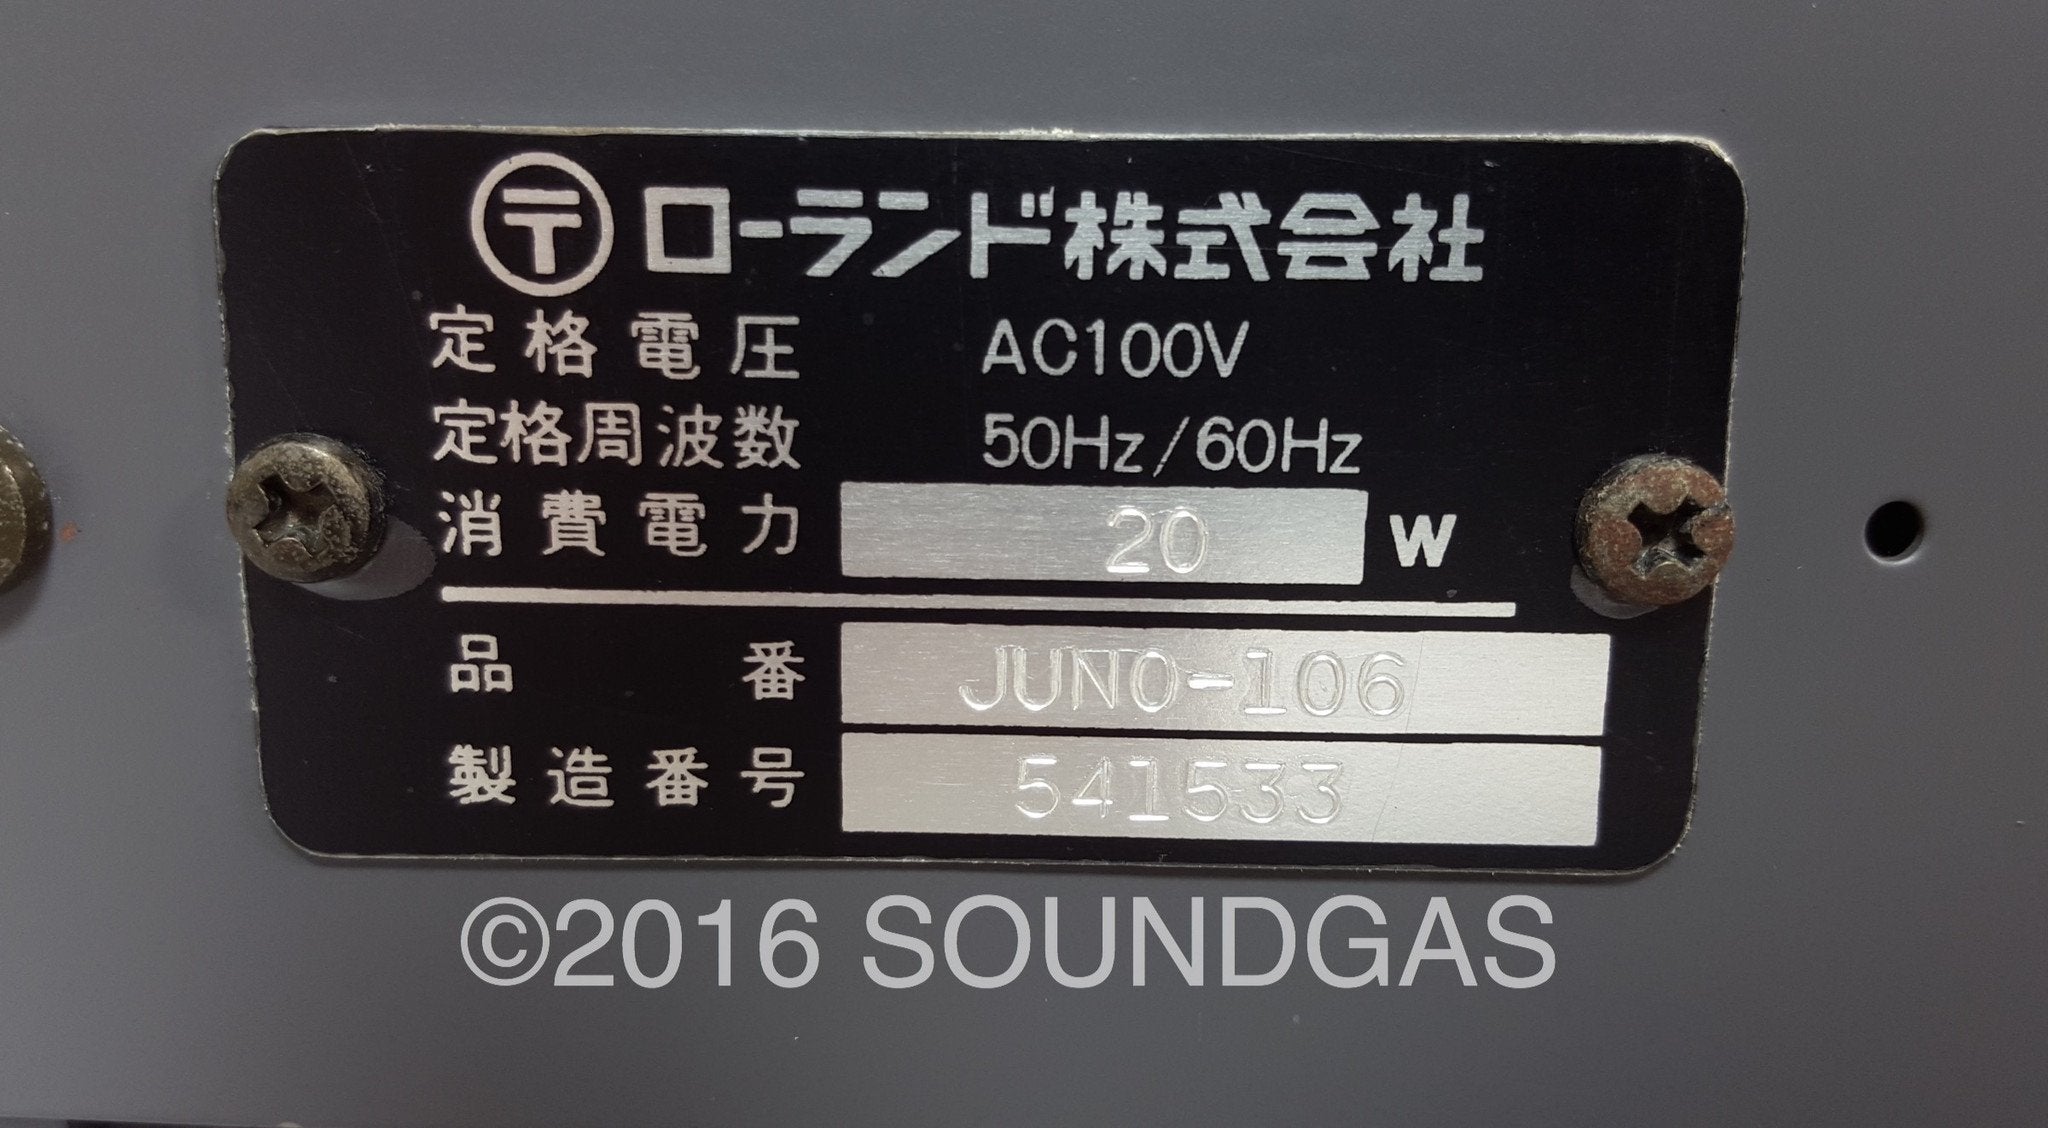 〒 ローランド株式会社
定格電圧 AC100V
定格周波数 50Hz/60Hz
消費電力 20 W
品番 JUNO-106
製造番号 541533
©2016 SOUNDGAS